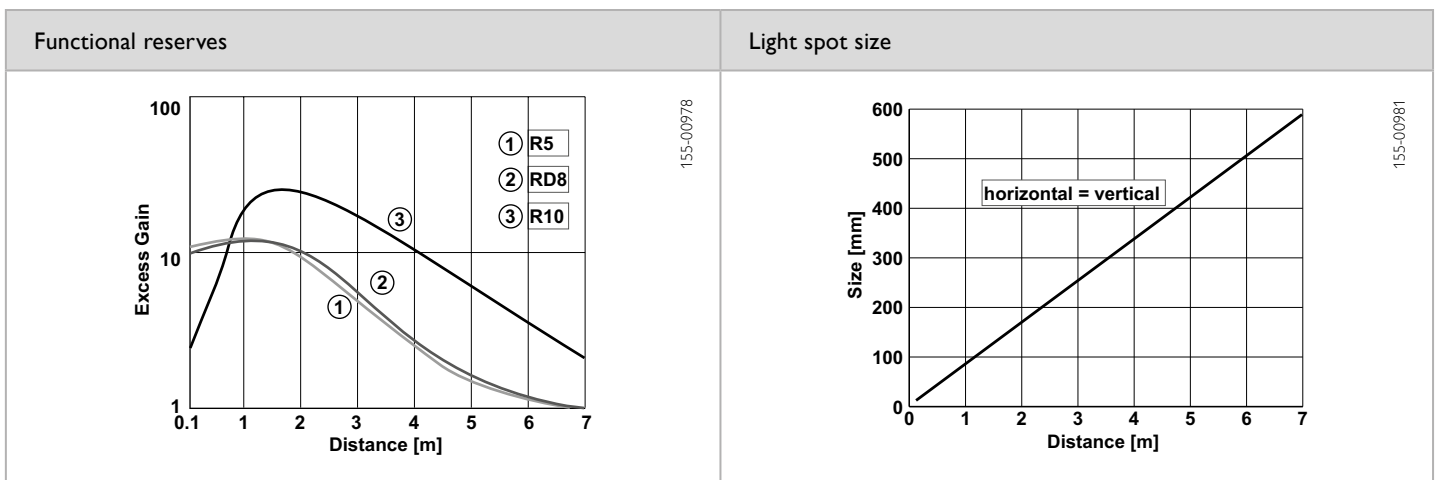 Functional reserves
Light spot size
100
10
1
Excess Gain
0.1 1 2 3 4 5 6 7
Distance [m]
1 R5
2 RD8
3 R10
3
2
1
155-00978
600
500
400
300
200
100
0
Size [mm]
horizontal = vertical
0 1 2 3 4 5 6 7
Distance [m]
155-00981